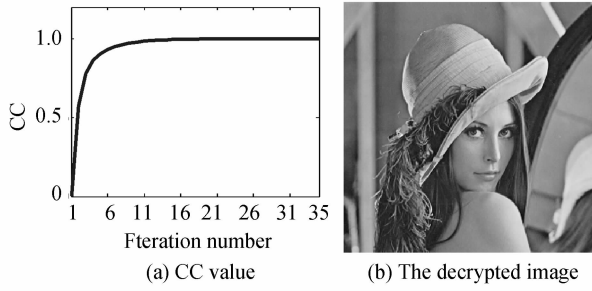 1.0
0.5
0
CC
1 6 11 16 21 26 31 35
Fteration number
(a) CC value
(b) The decrypted image